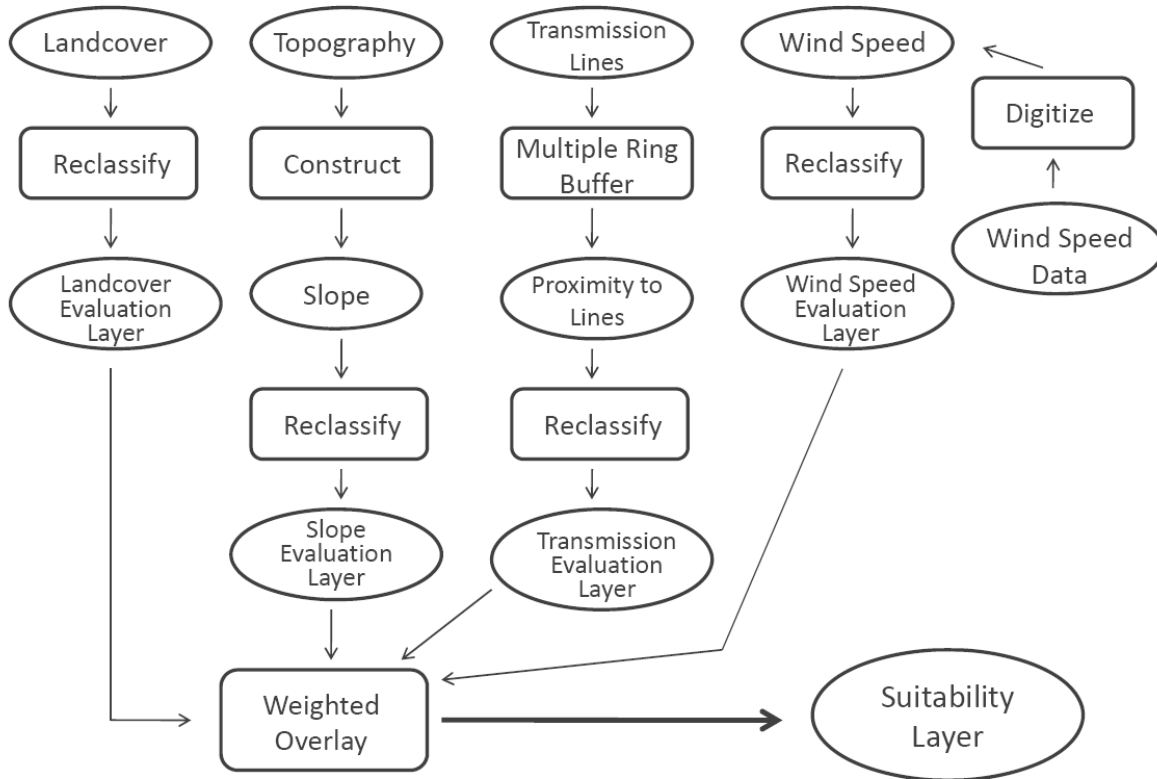 Landcover
Topography
Transmission
Lines
Wind Speed
Digitize
Reclassify
Construct
Multiple Ring
Buffer
Reclassify
Wind Speed
Data
Landcover
Evaluation
Layer
Slope
Proximity to
Lines
Wind Speed
Evaluation
Layer
Reclassify
Reclassify
Slope
Evaluation
Layer
Transmission
Evaluation
Layer
Weighted
Overlay
Suitability
Layer